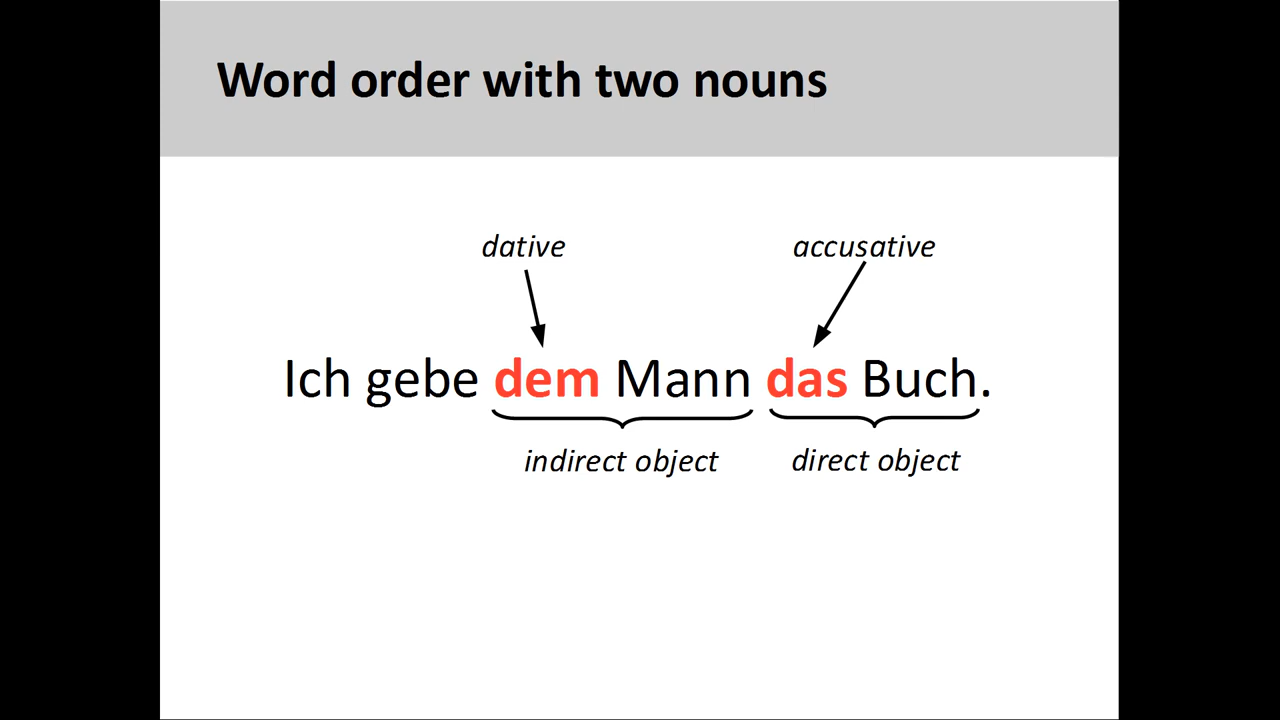 Word order with two nouns
dative accusative
Ich gebe dem Mann das Buch.
indirect object direct object